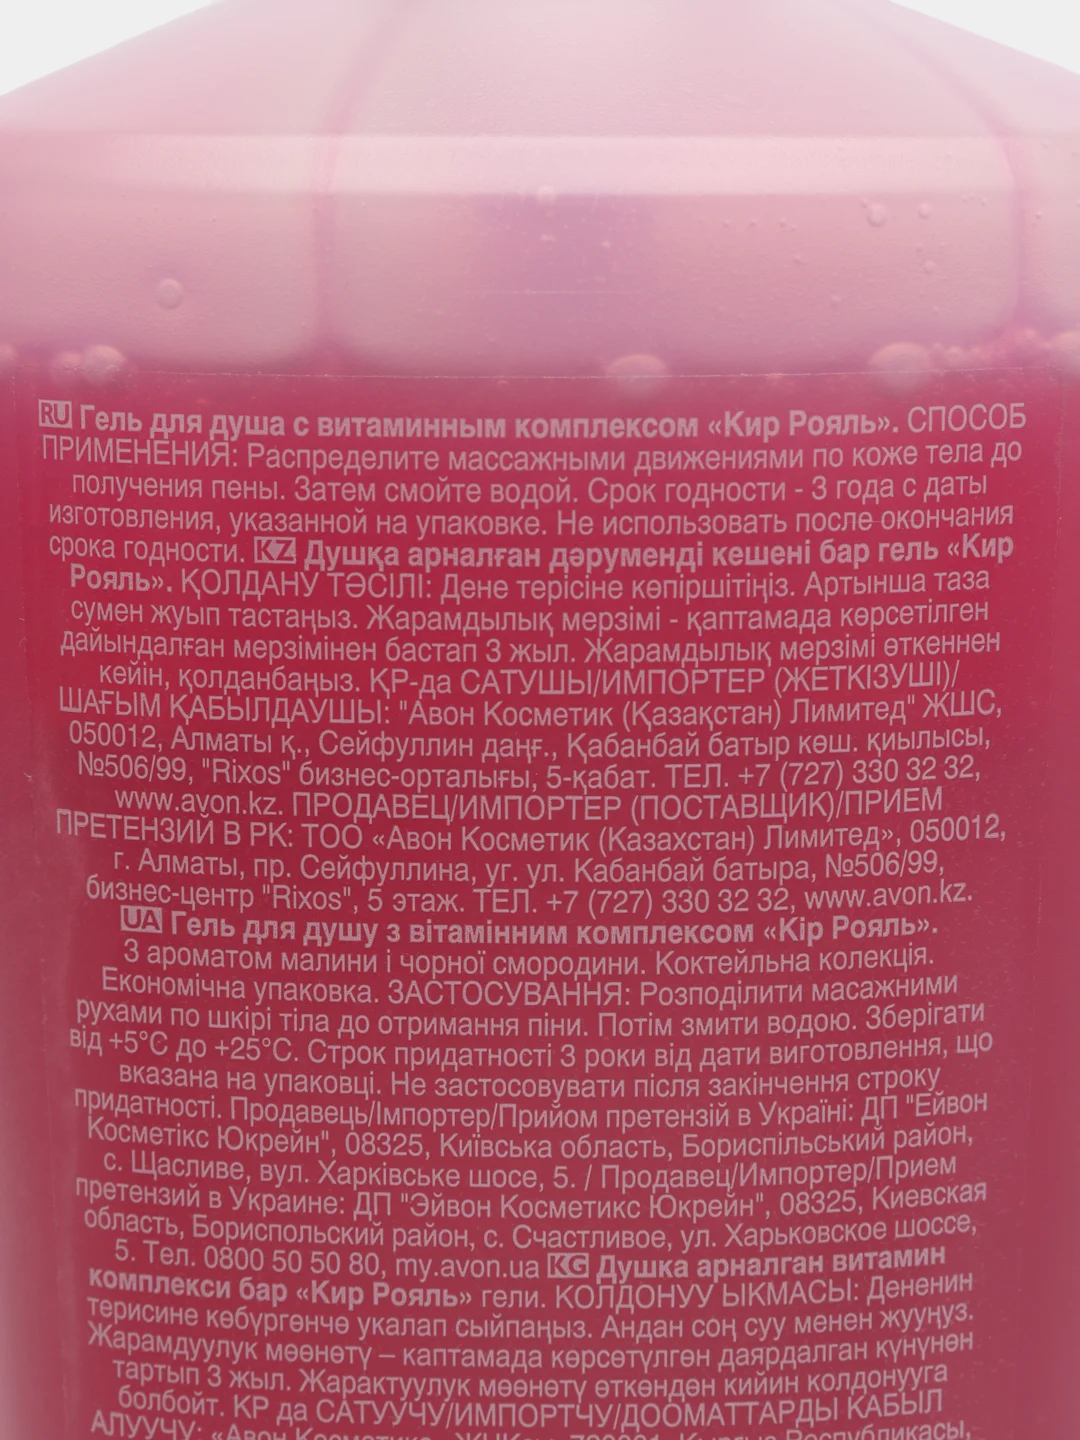 RU Гель для душа с витаминным комплексом «Кир Рояль». СПОСОБ
ПРИМЕНЕНИЯ: Распределите массажными движениями по коже тела до
получения пены. Затем смойте водой. Срок годности - 3 года с даты
изготовления, указанной на упаковке. Не использовать после окончания
срока годности. KZ Душқа арналған дәруменді кешені бар гель «Кир
Рояль». ҚОЛДАНУ ТӘСІЛІ: Дене терісіне көпіршітіңіз. Артынша таза
сумен жуып тастаңыз. Жарамдылық мерзімі - қаптамада көрсетілген
дайындалған мерзімінен бастап 3 жыл. Жарамдылық мерзімі өткеннен
кейін, қолданбаңыз. ҚР-да САТУШЫ/ИМПОРТЕР (ЖЕТКІЗУШІ)/
ШАҒЫМ ҚАБЫЛДАУШЫ: "Авон Косметик (Қазақстан) Лимитед" ЖШС,
050012, Алматы қ., Сейфуллин даңғ., Қабанбай батыр көш. қиылысы,
№506/99, "Rixos" бизнес-орталығы, 5-қабат. ТЕЛ. +7 (727) 330 32 32,
www.avon.kz. ПРОДАВЕЦ/ИМПОРТЕР (ПОСТАВЩИК)/ПРИЕМ
ПРЕТЕНЗИЙ В РК: ТОО «Авон Косметик (Казахстан) Лимитед», 050012,
г. Алматы, пр. Сейфуллина, уг. ул. Кабанбай батыра, №506/99,
бизнес-центр "Rixos", 5 этаж. ТЕЛ. +7 (727) 330 32 32, www.avon.kz.
UA Гель для душу з вітамінним комплексом «Кір Рояль».
З ароматом малини і чорної смородини. Коктейльна колекція.
Економічна упаковка. ЗАСТОСУВАННЯ: Розподілити масажними
рухами по шкірі тіла до отримання піни. Потім змити водою. Зберігати
від +5°C до +25°C. Строк придатності 3 роки від дати виготовлення, що
вказана на упаковці. Не застосовувати після закінчення строку
придатності. Продавець/Імпортер/Прийом претензій в Україні: ДП "Ейвон
Косметікс Юкрейн", 08325, Київська область, Бориспільський район,
с. Щасливе, вул. Харківське шосе, 5. / Продавец/Импортер/Прием
претензий в Украине: ДП "Эйвон Косметикс Юкрейн", 08325, Киевская
область, Бориспольский район, с. Счастливое, ул. Харьковское шоссе,
5. Тел. 0800 50 50 80, my.avon.ua KG Душка арналган витамин
комплекси бар «Кир Рояль» гели. КОЛДОНУУ ЫКМАСЫ: Дененин
терисине көбүргөнчө укалап сыйпаңыз. Андан соң суу менен жууңуз.
Жарамдуулук мөөнөтү – каптамада көрсөтүлгөн даярдалган күнүнөн
тартып 3 жыл. Жарактуулук мөөнөтү өткөндөн кийин колдонууга
болбойт. КР да САТУУЧУ/ИМПОРТЧУ/ДООМАТТАРДЫ КАБЫЛ
АЛУУЧУ: «Авон Косметикс» Республикасы,